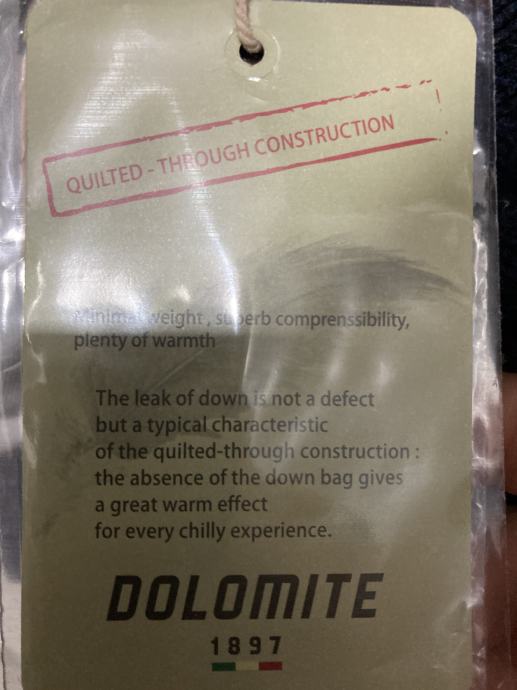 QUILTED - THROUGH CONSTRUCTION
Minimal weight , superb comprenssibility,
plenty of warmth
The leak of down is not a defect
but a typical characteristic
of the quilted-through construction :
the absence of the down bag gives
a great warm effect
for every chilly experience.
DOLOMITE
1897